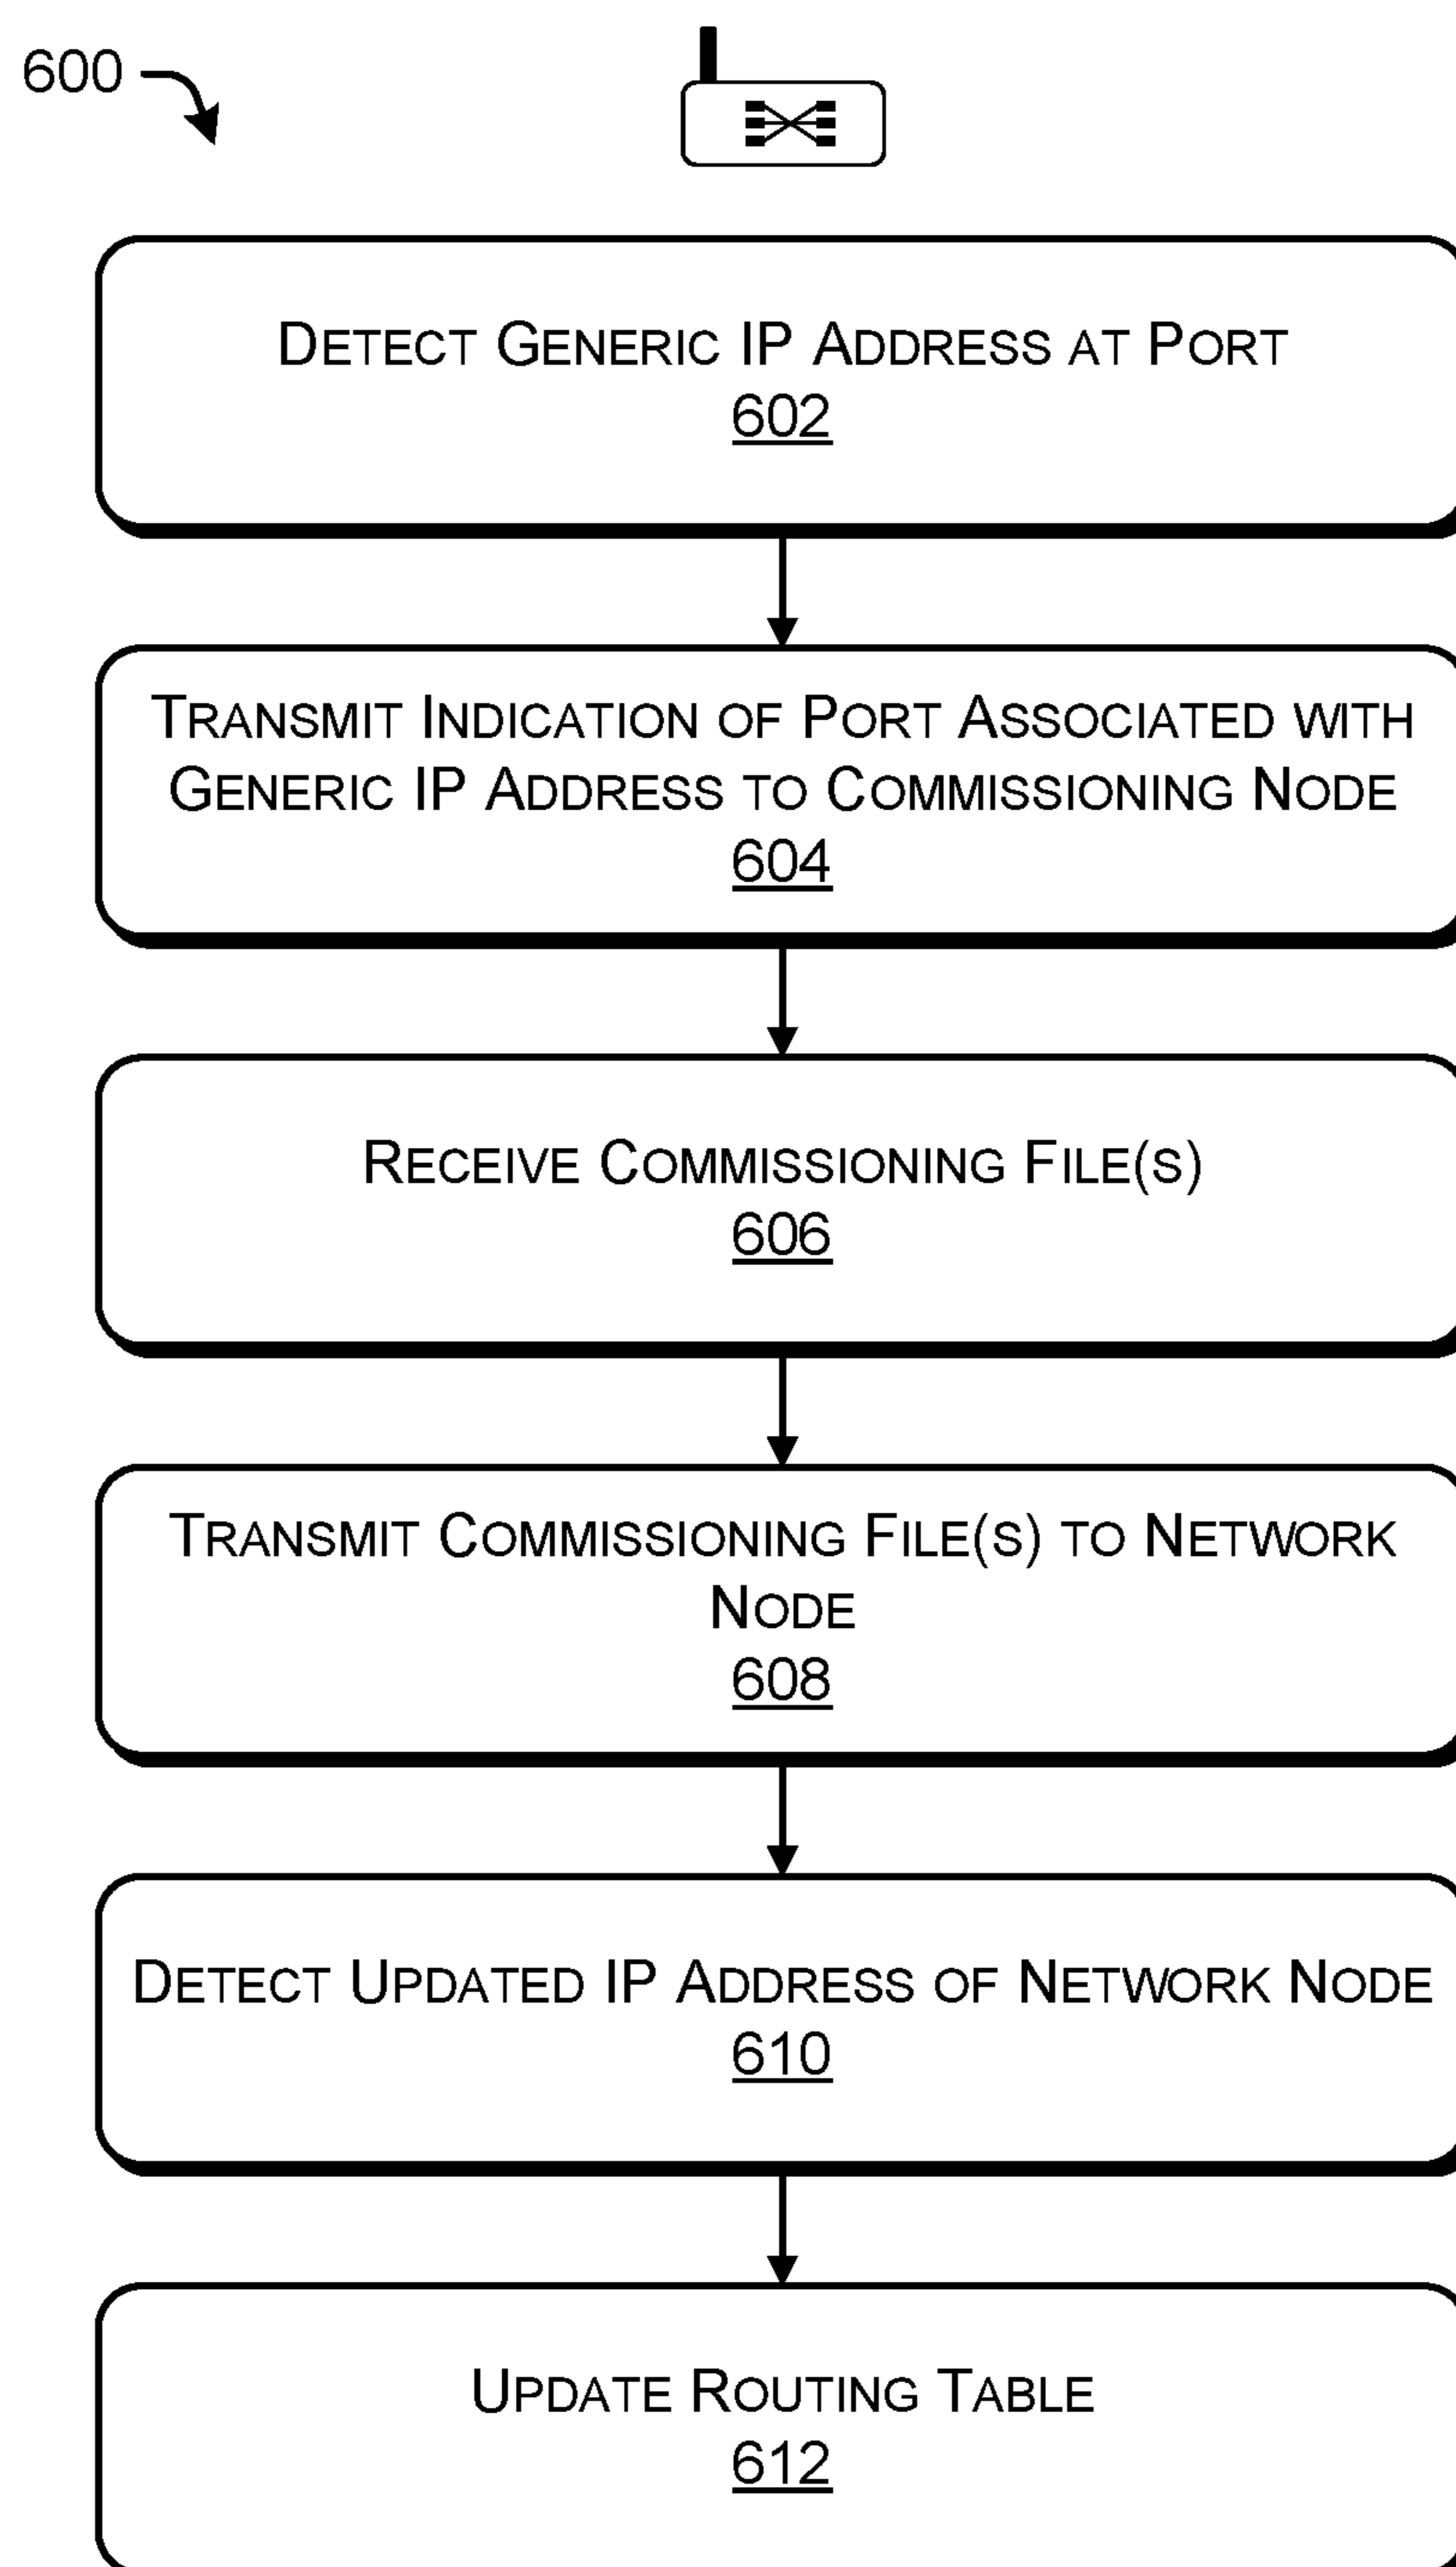 600
DETECT GENERIC IP ADDRESS AT PORT
602
TRANSMIT INDICATION OF PORT ASSOCIATED WITH
GENERIC IP ADDRESS TO COMMISSIONING NODE
604
RECEIVE COMMISSIONING FILE(S)
606
TRANSMIT COMMISSIONING FILE(S) TO NETWORK
NODE
608
DETECT UPDATED IP ADDRESS OF NETWORK NODE
610
UPDATE ROUTING TABLE
612